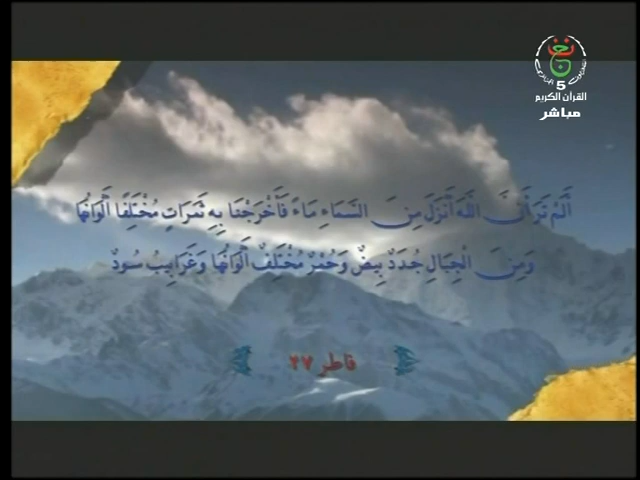 5
القرآن الكريم
مباشر
أَلَمْ تَرَ أَنَّ اللَّهَ أَنزَلَ مِنَ السَّمَاءِ مَاءً فَأَخْرَجْنَا بِهِ ثَمَرَاتٍ مُخْتَلِفًا أَلْوَانُهَا
وَمِنَ الْجِبَالِ جُدَدٌ بِيضٌ وَحُمْرٌ مُخْتَلِفٌ أَلْوَانُهَا وَغَرَابِيبُ سُودٌ
فاطر ٢٧